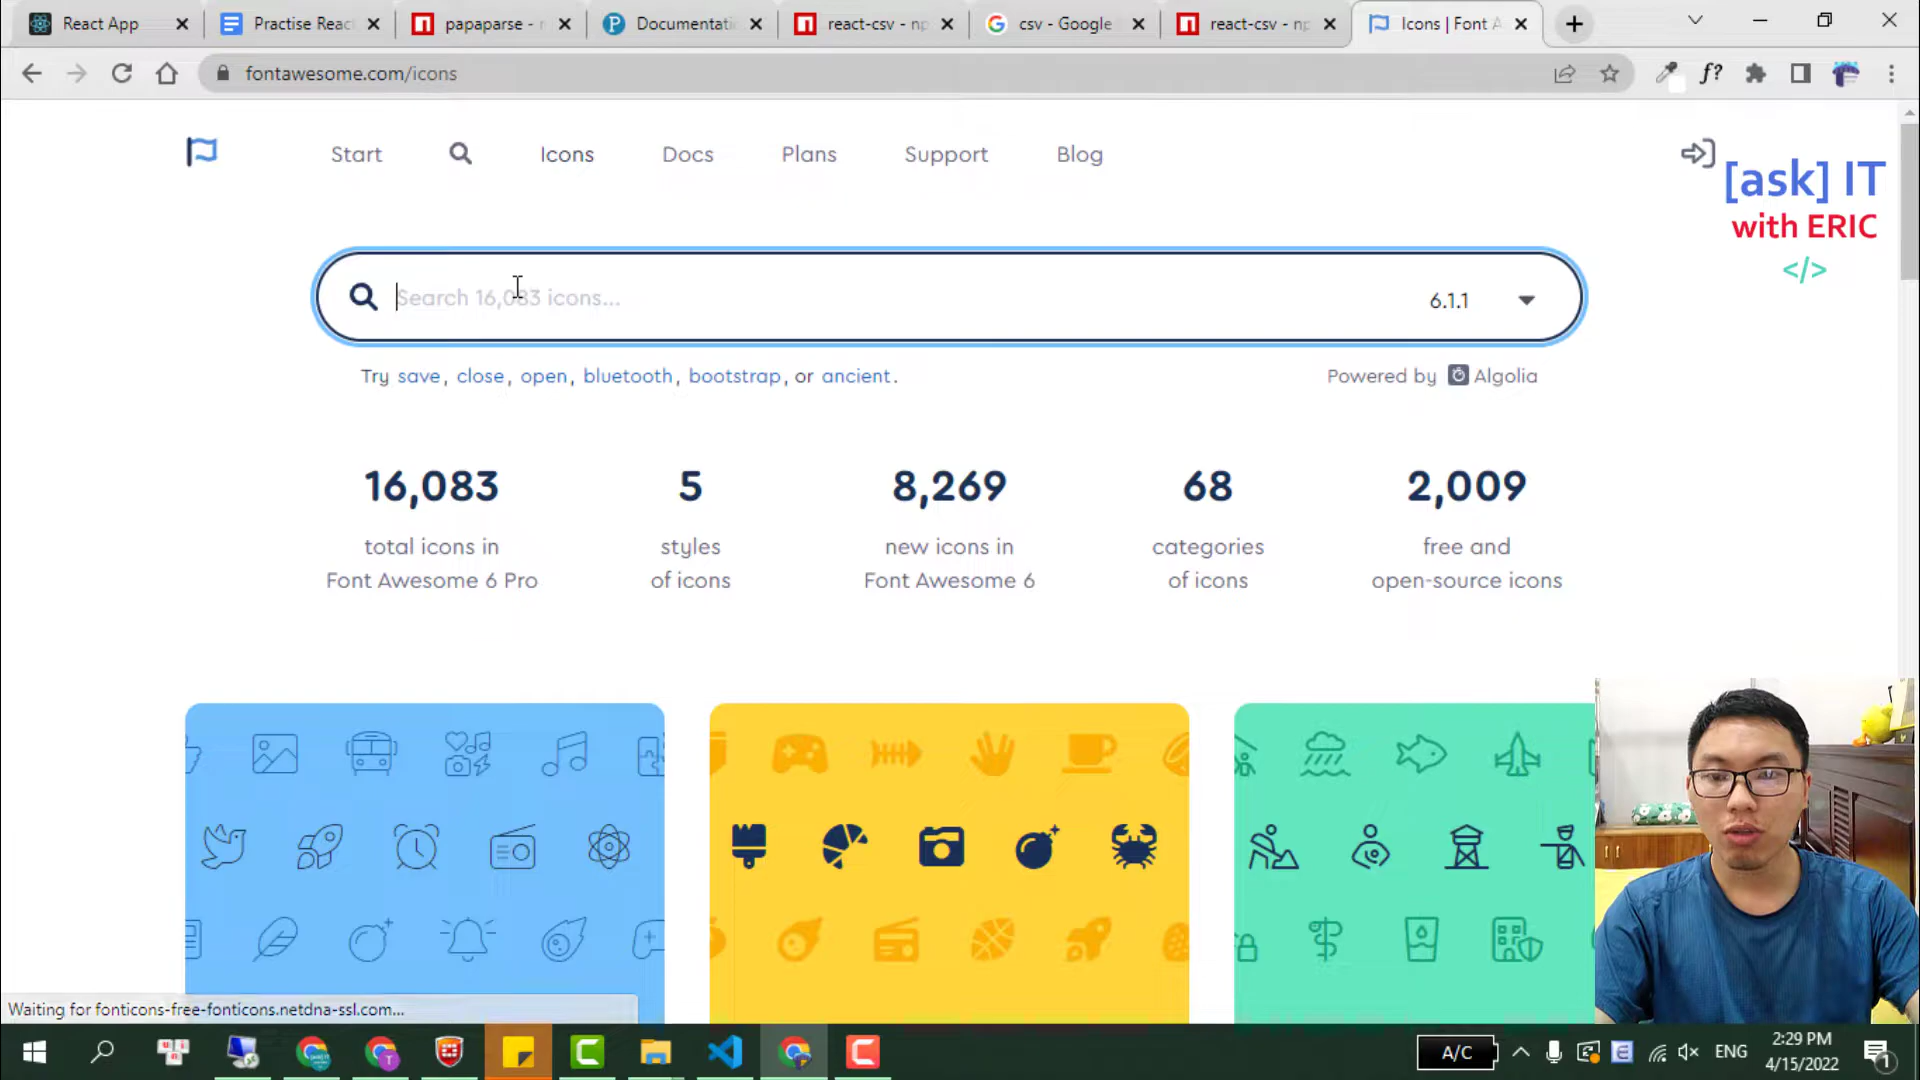 React App
Practise Reac
papaparse - n
Documentati
react-csv - np
csv - Google
react-csv - np
Icons | Font A
fontawesome.com/icons
f?
Start
Icons
Docs
Plans
Support
Blog
[ask] IT
with ERIC
</>
Search 16,083 icons...
6.1.1
Try save, close, open, bluetooth, bootstrap, or ancient.
Powered by Algolia
16,083
total icons in
Font Awesome 6 Pro
5
styles
of icons
8,269
new icons in
Font Awesome 6
68
categories
of icons
2,009
free and
open-source icons
Waiting for fonticons-free-fonticons.netdna-ssl.com...
A/C
ENG
2:29 PM
4/15/2022
1